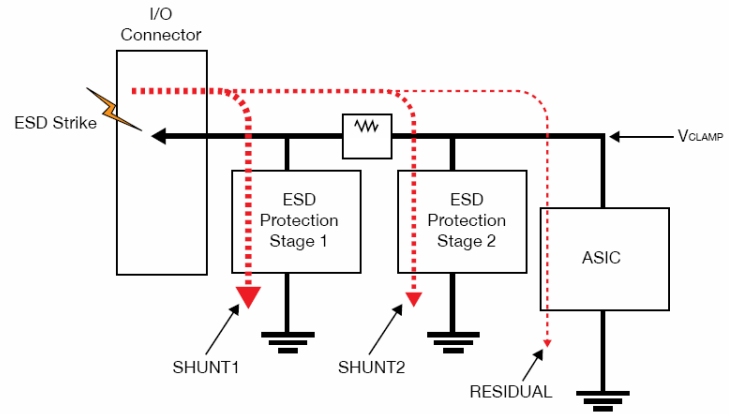 I/O
Connector
ESD Strike
VCLAMP
ESD
Protection
Stage 1
ESD
Protection
Stage 2
ASIC
SHUNT1
SHUNT2
RESIDUAL